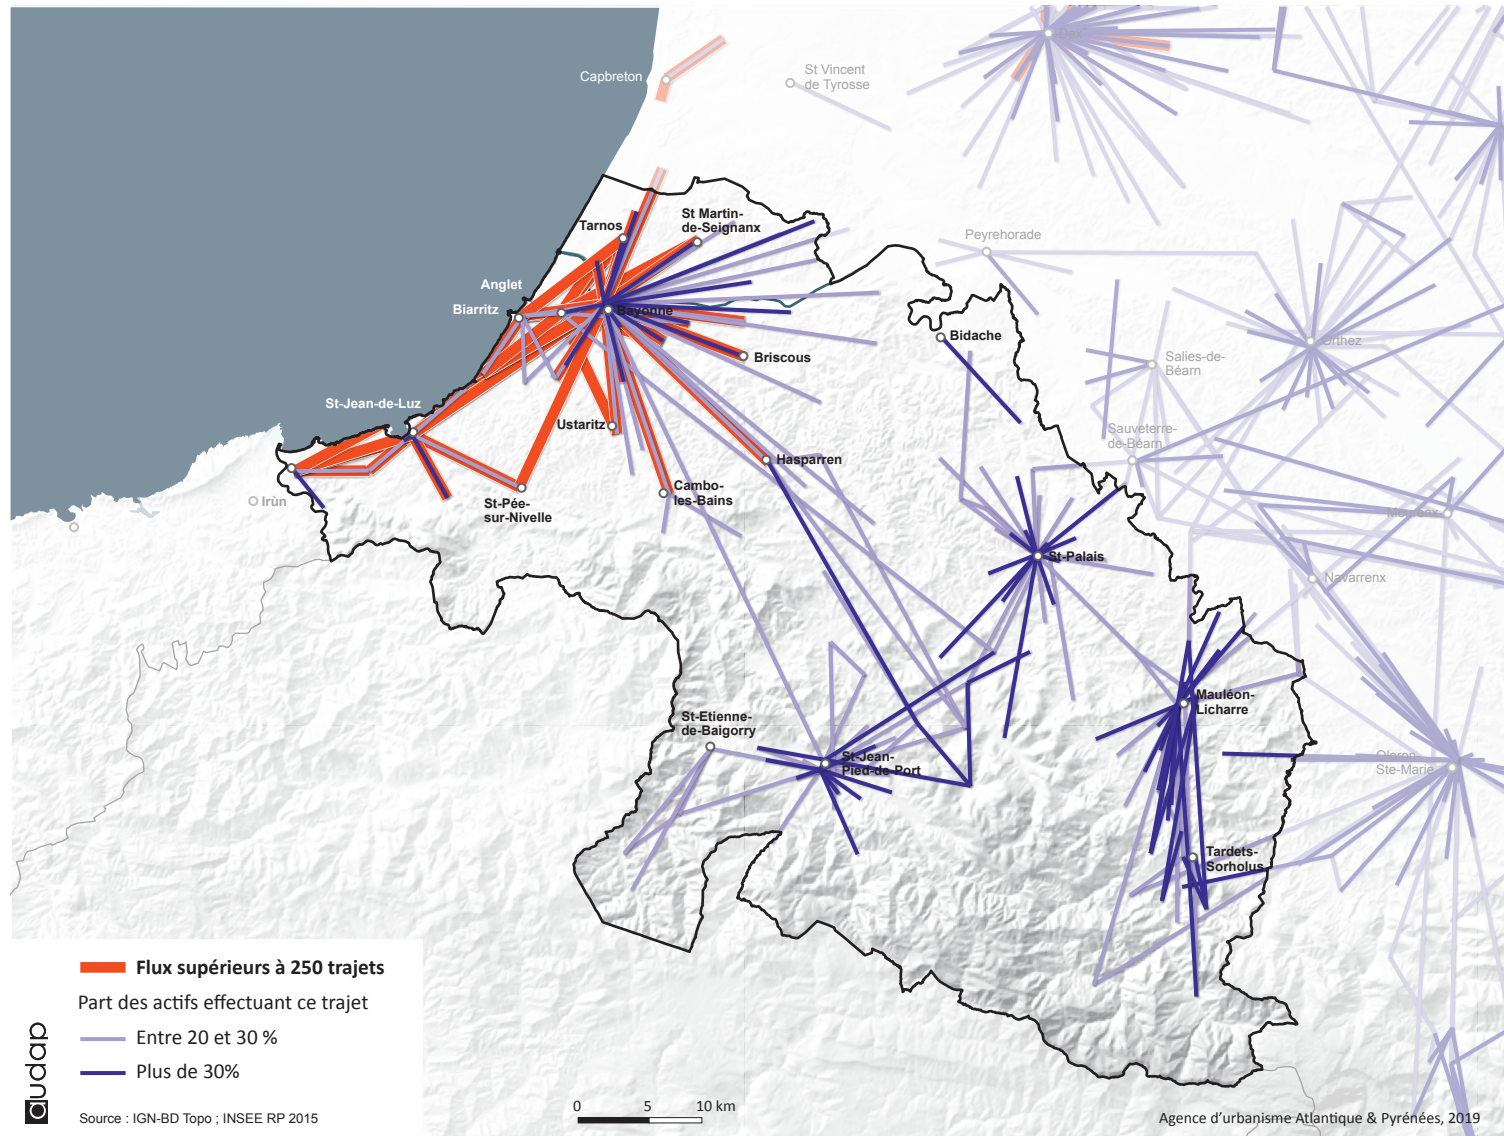 Dax
Capbreton
St Vincent
de Tyrosse
Tarnos
St Martin-
de-Seignanx
Peyrehorade
Anglet
Biarritz
Bayonne
Bidache
Orthez
Briscous
Salies-de-
Béarn
St-Jean-de-Luz
Ustaritz
Sauveterre-
de-Béarn
Hasparren
Irùn
Cambo-
les-Bains
St-Pée-
sur-Nivelle
Mourenx
St-Palais
Navarrenx
Mauléon-
Licharre
St-Etienne-
de-Baigorry
St-Jean-
Pied-de-Port
Oloron-
Ste-Marie
Tardets-
Sorholus
Flux supérieurs à 250 trajets
Part des actifs effectuant ce trajet
Entre 20 et 30 %
Plus de 30%
audap
Source : IGN-BD Topo ; INSEE RP 2015
0 5 10 km
Agence d'urbanisme Atlantique & Pyrénées, 2019